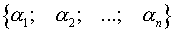 {α₁; α₂; ...; αₙ}